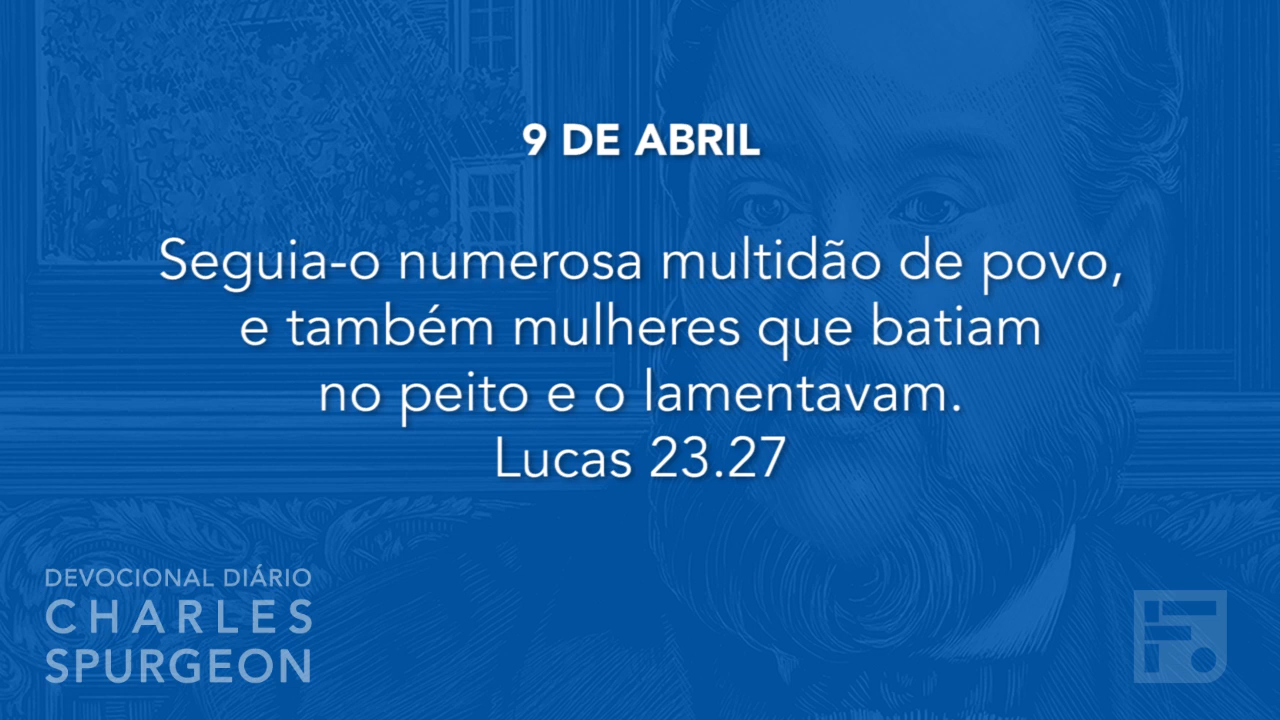 9 DE ABRIL
Seguia-o numerosa multidão de povo,
e também mulheres que batiam
no peito e o lamentavam.
Lucas 23.27
DEVOCIONAL DIÁRIO
CHARLES
SPURGEON